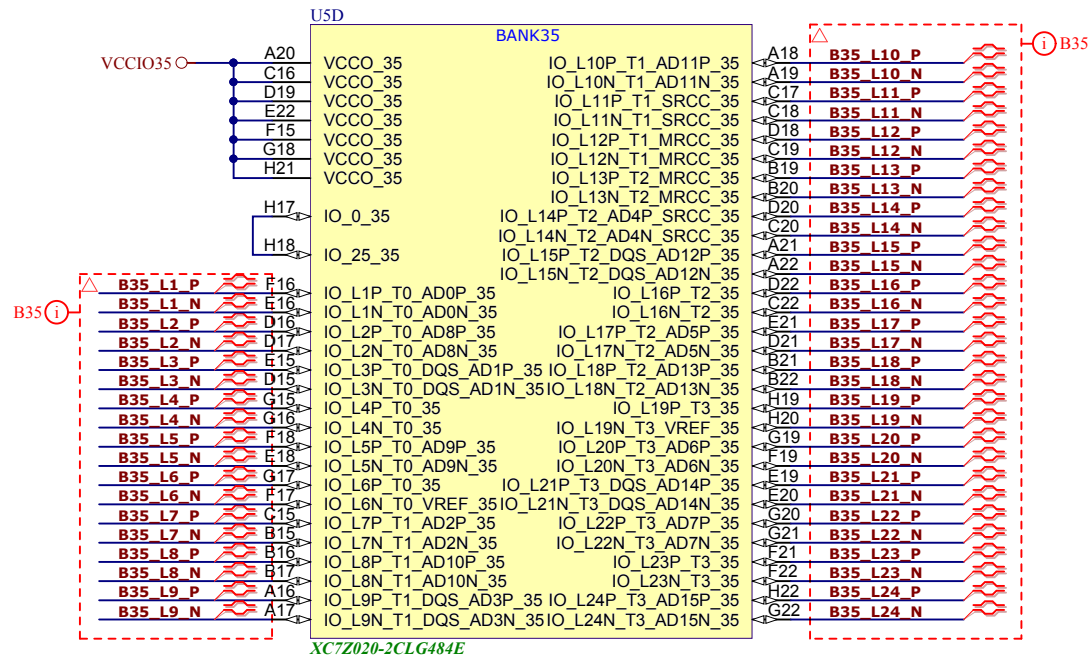 U5D
BANK35
VCCIO35
A20 VCCO_35
C16 VCCO_35
D19 VCCO_35
E22 VCCO_35
F15 VCCO_35
G18 VCCO_35
H21 VCCO_35
H17 IO_0_35
H18 IO_25_35
B35 i
B35_L1_P F16 IO_L1P_T0_AD0P_35
B35_L1_N E16 IO_L1N_T0_AD0N_35
B35_L2_P D16 IO_L2P_T0_AD8P_35
B35_L2_N D17 IO_L2N_T0_AD8N_35
B35_L3_P E15 IO_L3P_T0_DQS_AD1P_35
B35_L3_N D15 IO_L3N_T0_DQS_AD1N_35
B35_L4_P G15 IO_L4P_T0_35
B35_L4_N G16 IO_L4N_T0_35
B35_L5_P F18 IO_L5P_T0_AD9P_35
B35_L5_N E18 IO_L5N_T0_AD9N_35
B35_L6_P G17 IO_L6P_T0_35
B35_L6_N F17 IO_L6N_T0_VREF_35
B35_L7_P C15 IO_L7P_T1_AD2P_35
B35_L7_N B15 IO_L7N_T1_AD2N_35
B35_L8_P B16 IO_L8P_T1_AD10P_35
B35_L8_N B17 IO_L8N_T1_AD10N_35
B35_L9_P A16 IO_L9P_T1_DQS_AD3P_35
B35_L9_N A17 IO_L9N_T1_DQS_AD3N_35
i B35
IO_L10P_T1_AD11P_35 A18 B35_L10_P
IO_L10N_T1_AD11N_35 A19 B35_L10_N
IO_L11P_T1_SRCC_35 C17 B35_L11_P
IO_L11N_T1_SRCC_35 C18 B35_L11_N
IO_L12P_T1_MRCC_35 D18 B35_L12_P
IO_L12N_T1_MRCC_35 C19 B35_L12_N
IO_L13P_T2_MRCC_35 B19 B35_L13_P
IO_L13N_T2_MRCC_35 B20 B35_L13_N
IO_L14P_T2_AD4P_SRCC_35 D20 B35_L14_P
IO_L14N_T2_AD4N_SRCC_35 C20 B35_L14_N
IO_L15P_T2_DQS_AD12P_35 A21 B35_L15_P
IO_L15N_T2_DQS_AD12N_35 A22 B35_L15_N
IO_L16P_T2_35 D22 B35_L16_P
IO_L16N_T2_35 C22 B35_L16_N
IO_L17P_T2_AD5P_35 E21 B35_L17_P
IO_L17N_T2_AD5N_35 D21 B35_L17_N
IO_L18P_T2_AD13P_35 B21 B35_L18_P
IO_L18N_T2_AD13N_35 B22 B35_L18_N
IO_L19P_T3_35 H19 B35_L19_P
IO_L19N_T3_VREF_35 H20 B35_L19_N
IO_L20P_T3_AD6P_35 G19 B35_L20_P
IO_L20N_T3_AD6N_35 F19 B35_L20_N
IO_L21P_T3_DQS_AD14P_35 E19 B35_L21_P
IO_L21N_T3_DQS_AD14N_35 E20 B35_L21_N
IO_L22P_T3_AD7P_35 G20 B35_L22_P
IO_L22N_T3_AD7N_35 G21 B35_L22_N
IO_L23P_T3_35 F21 B35_L23_P
IO_L23N_T3_35 F22 B35_L23_N
IO_L24P_T3_AD15P_35 H22 B35_L24_P
IO_L24N_T3_AD15N_35 G22 B35_L24_N
XC7Z020-2CLG484E